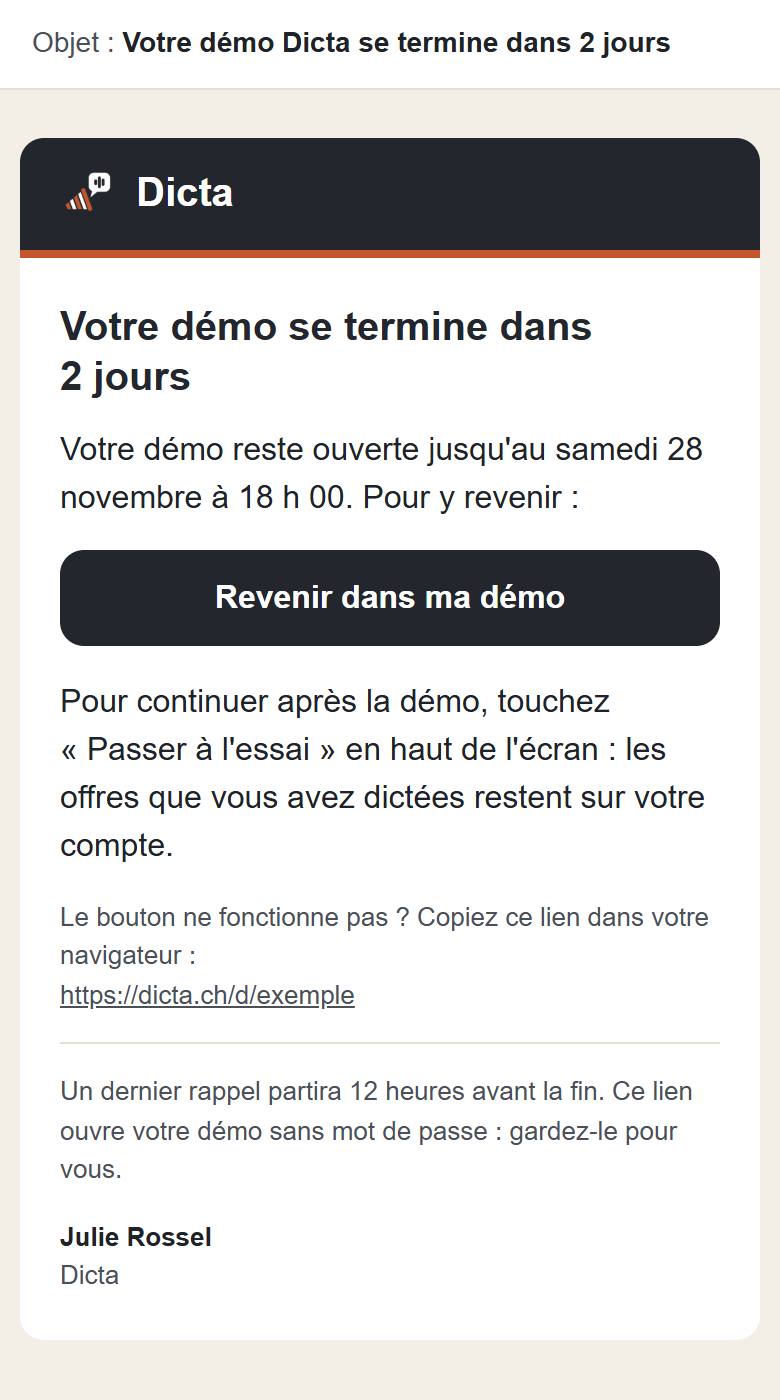 Objet : Votre démo Dicta se termine dans 2 jours
Dicta
Votre démo se termine dans
2 jours
Votre démo reste ouverte jusqu'au samedi 28
novembre à 18 h 00. Pour y revenir :
Revenir dans ma démo
Pour continuer après la démo, touchez
« Passer à l'essai » en haut de l'écran : les
offres que vous avez dictées restent sur votre
compte.
Le bouton ne fonctionne pas ? Copiez ce lien dans votre
navigateur :
https://dicta.ch/d/exemple
Un dernier rappel partira 12 heures avant la fin. Ce lien
ouvre votre démo sans mot de passe : gardez-le pour
vous.
Julie Rossel
Dicta